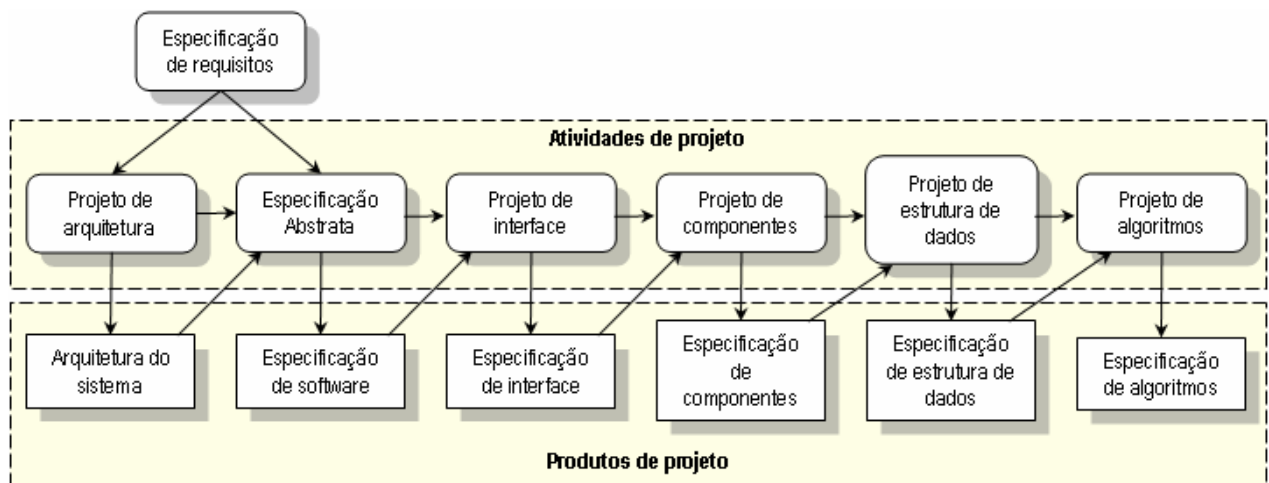 Especificação
de requisitos
Atividades de projeto
Projeto de
arquitetura
Especificação
Abstrata
Projeto de
interface
Projeto de
componentes
Projeto de
estrutura de
dados
Projeto de
algoritmos
Arquitetura do
sistema
Especificação
de software
Especificação
de interface
Especificação
de
componentes
Especificação
de estrutura de
dados
Especificação
de algoritmos
Produtos de projeto